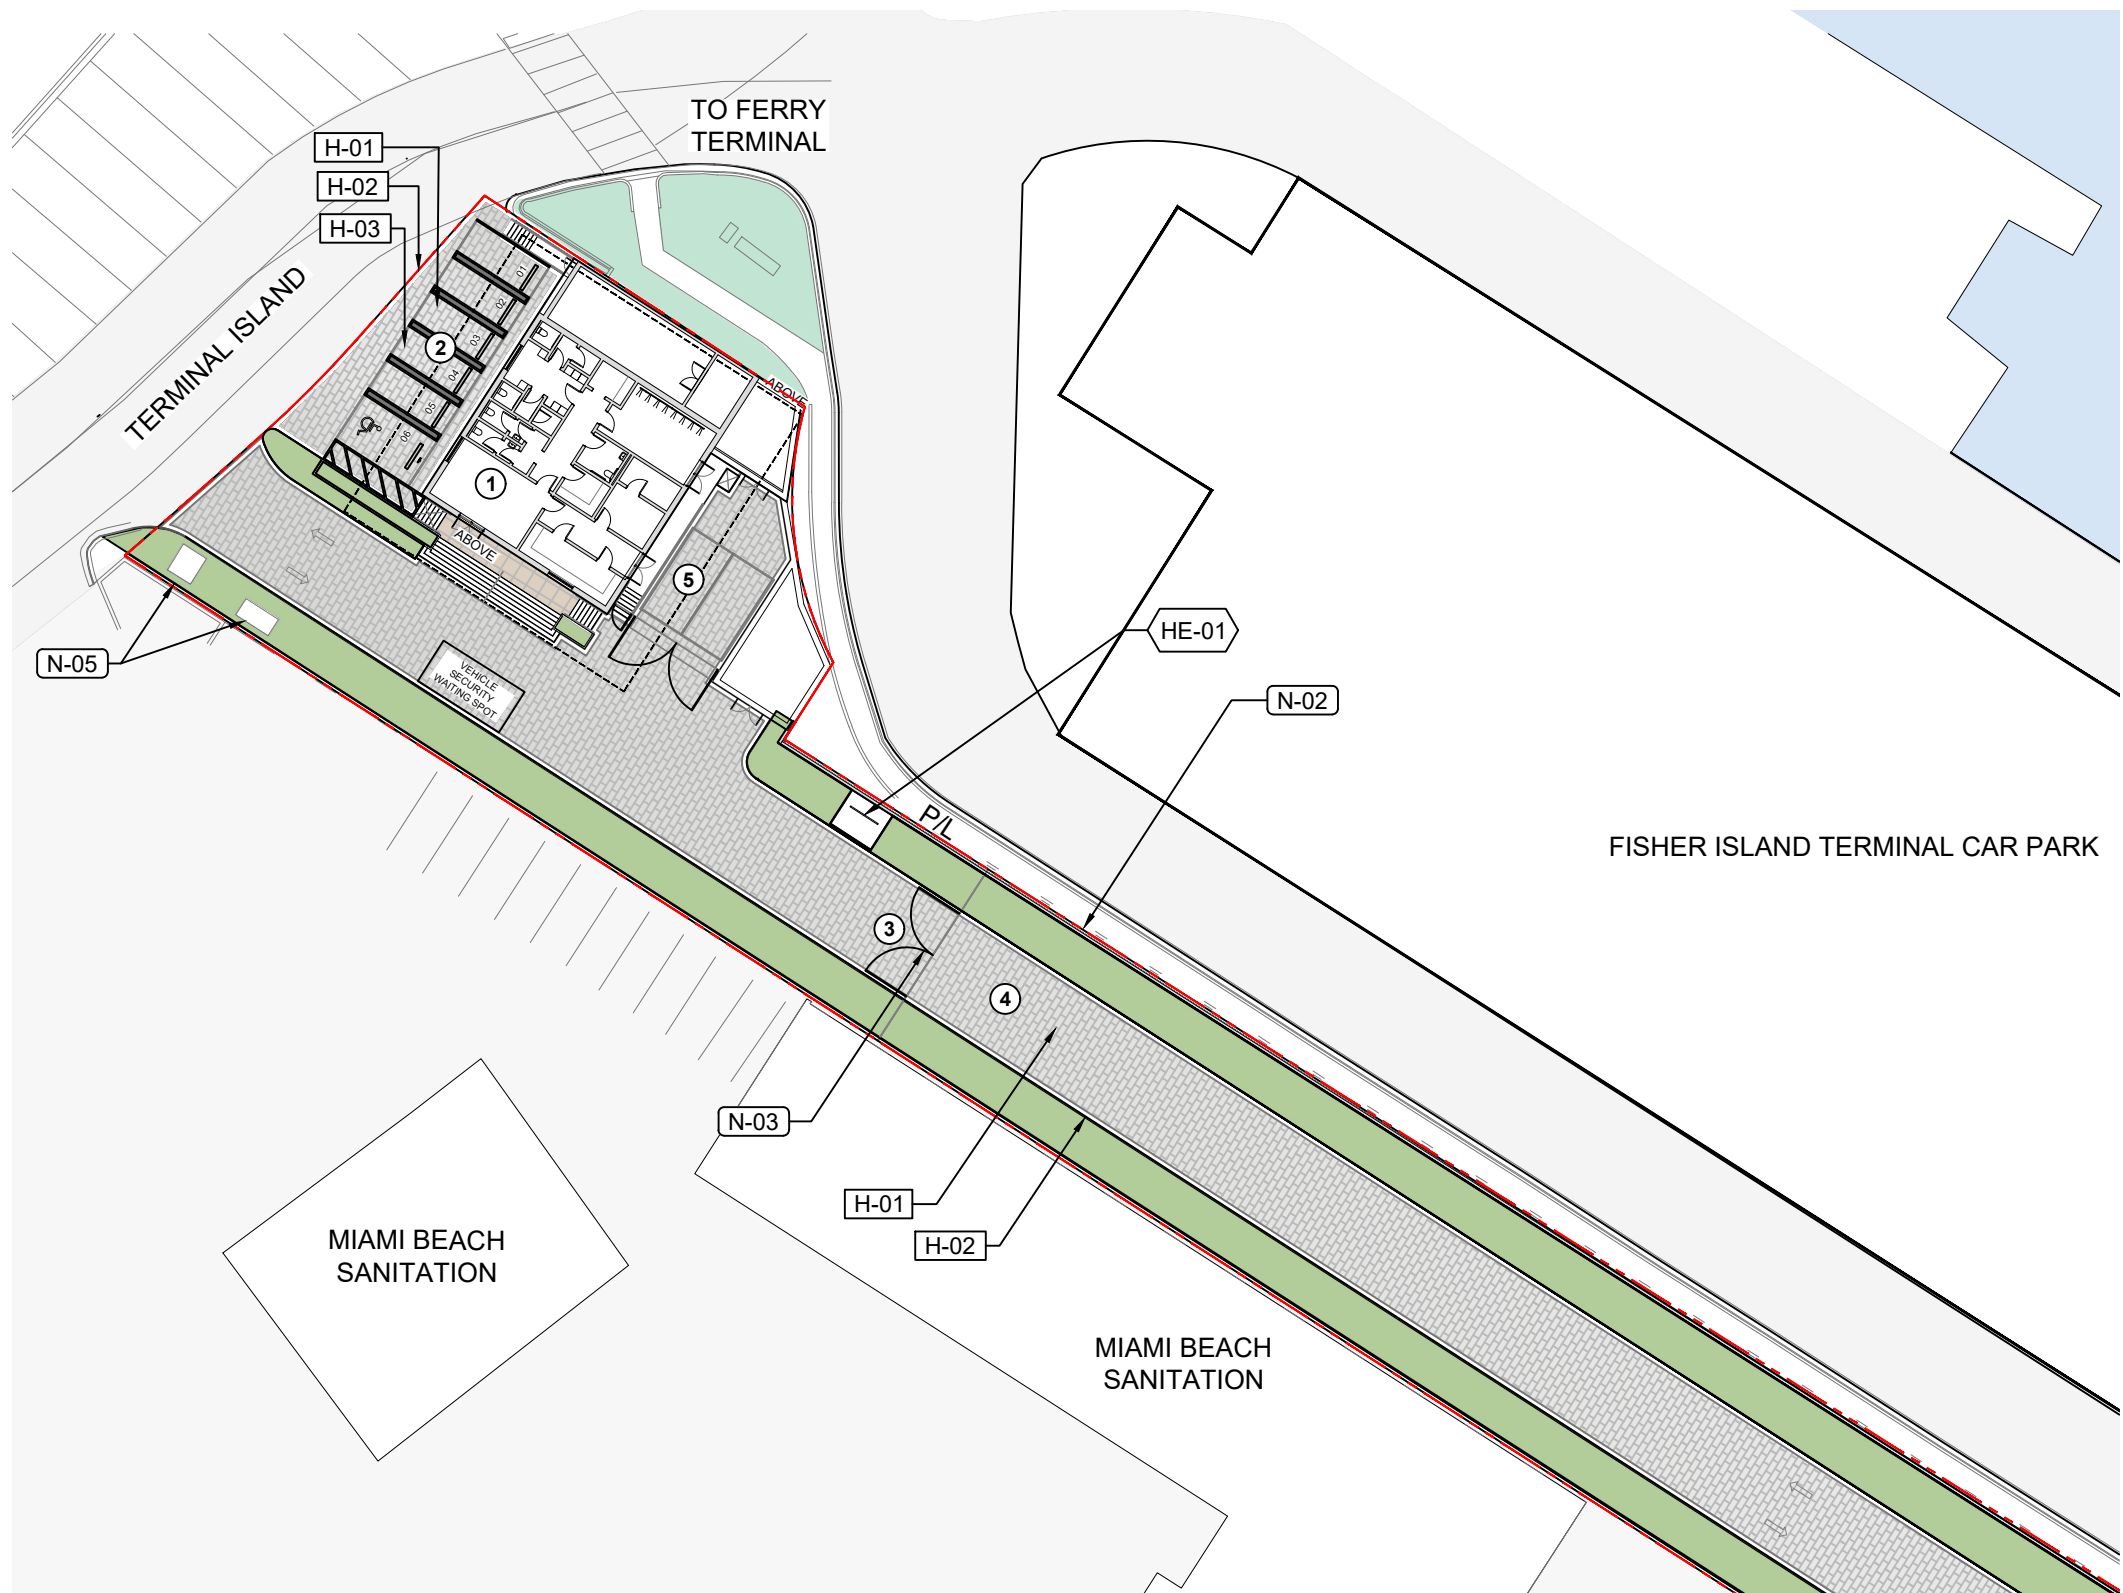 TO FERRY
TERMINAL
H-01
H-02
H-03
TERMINAL ISLAND
01
02
03
04
05
06
2
ABOVE
1
ABOVE
5
N-05
VEHICLE
SECURITY
WAITING SPOT
HE-01
N-02
P/L
FISHER ISLAND TERMINAL CAR PARK
3
4
N-03
H-01
H-02
MIAMI BEACH
SANITATION
MIAMI BEACH
SANITATION